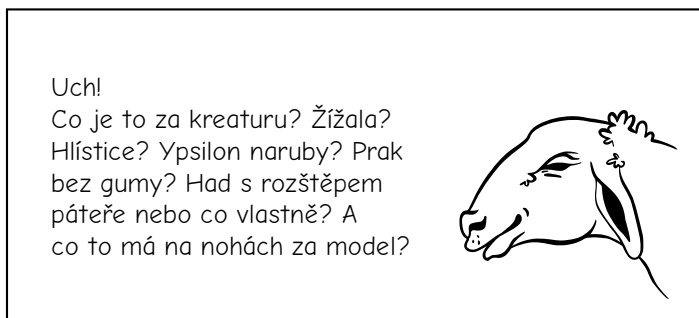 Uch!
Co je to za kreaturu? Žížala?
Hlístice? Ypsilon naruby? Prak
bez gumy? Had s rozštěpem
páteře nebo co vlastně? A
co to má na nohách za model?